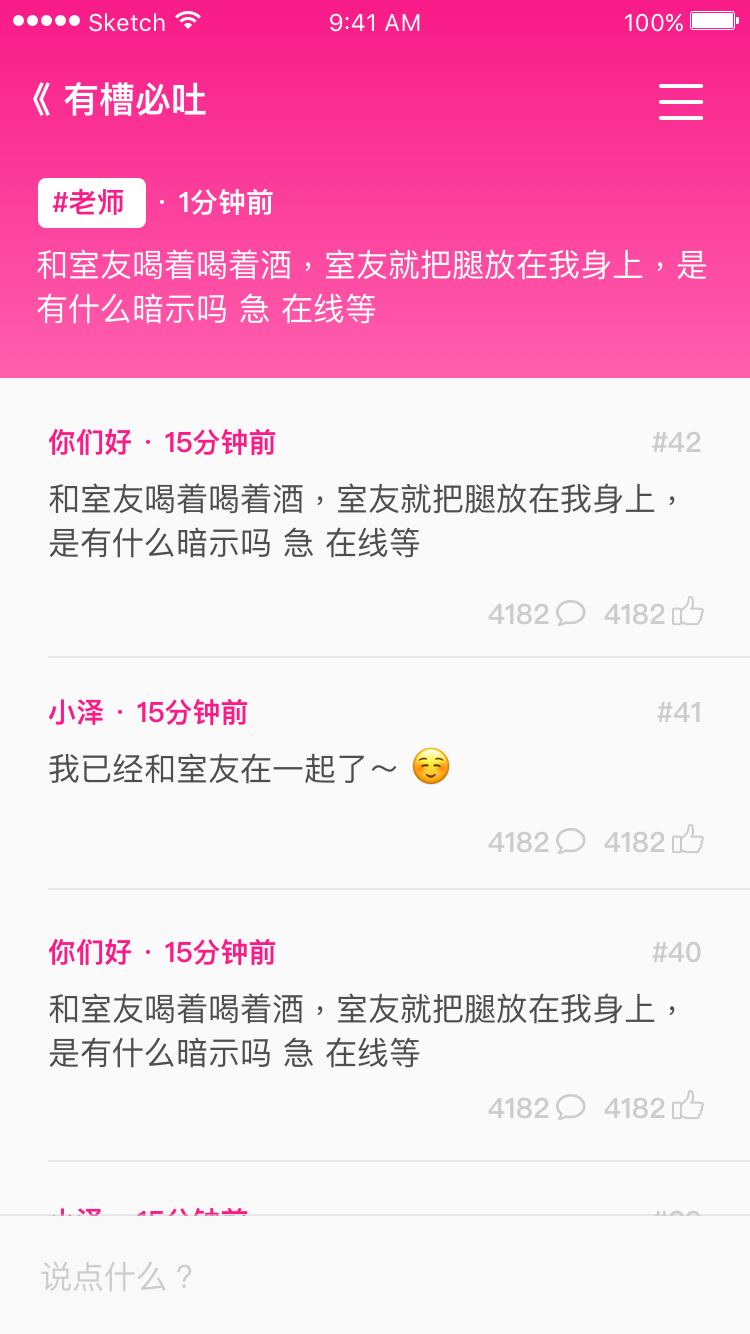 Sketch 9:41 AM 100%
《 有槽必吐
#老师 · 1分钟前
和室友喝着喝着酒，室友就把腿放在我身上，是
有什么暗示吗 急 在线等
你们好 · 15分钟前 #42
和室友喝着喝着酒，室友就把腿放在我身上，
是有什么暗示吗 急 在线等
4182 4182
小泽 · 15分钟前 #41
我已经和室友在一起了～ ☺️
4182 4182
你们好 · 15分钟前 #40
和室友喝着喝着酒，室友就把腿放在我身上，
是有什么暗示吗 急 在线等
4182 4182
小泽 · 15分钟前
说点什么？